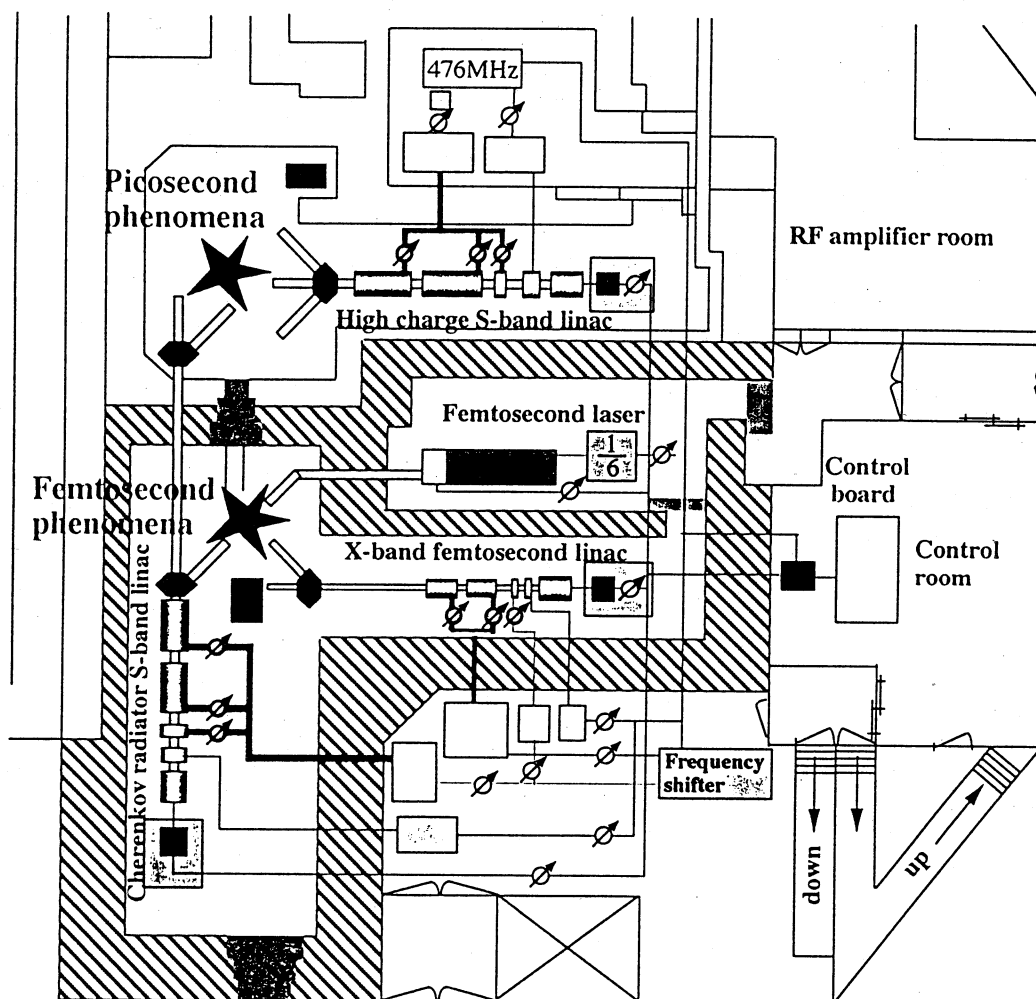 476MHz
Picosecond
phenomena
RF amplifier room
High charge S-band linac
Femtosecond laser
1
6
Control
board
Femtosecond
phenomena
X-band femtosecond linac
Control
room
Cherenkov radiator S-band linac
Frequency
shifter
down
up